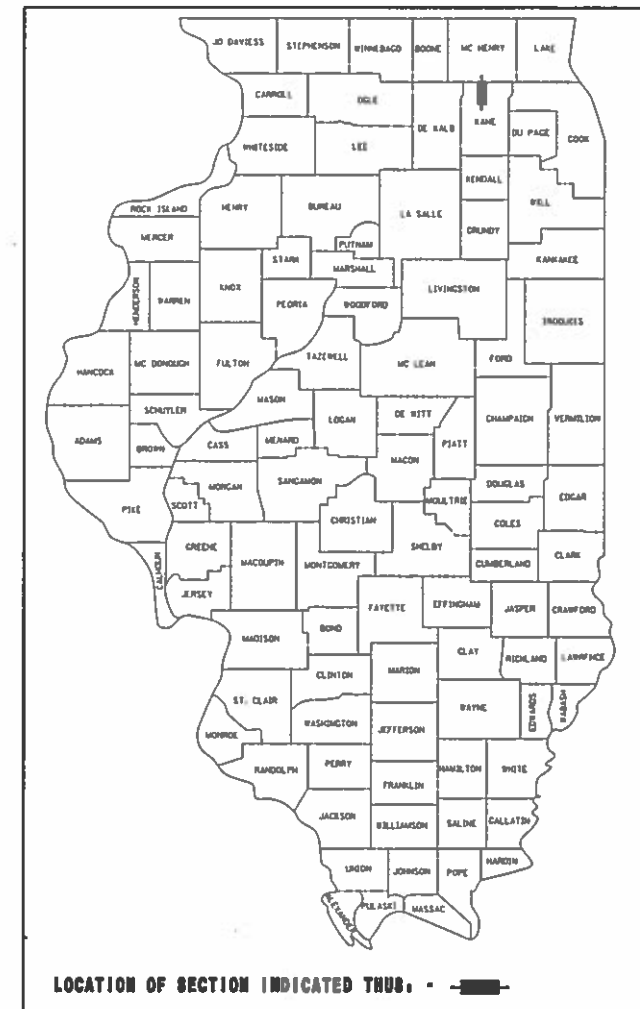 JO DAVIESS STEPHENSON WINNEBAGO BOONE MC HENRY LAKE
CARROLL OGLE DE KALB KANE DU PAGE COOK
WHITESIDE LEE KENDALL WILL
ROCK ISLAND HENRY BUREAU LA SALLE GRUNDY
MERCER PUTNAM KANKAKEE
STARK MARSHALL
HENDERSON WARREN KNOX PEORIA WOODFORD LIVINGSTON IROQUOIS
HANCOCK MC DONOUGH FULTON TAZEWELL MC LEAN FORD
SCHUYLER MASON LOGAN DE WITT CHAMPAIGN VERMILION
ADAMS BROWN CASS MENARD MACON PIATT
PIKE SCOTT MORGAN SANGAMON CHRISTIAN MOULTRIE DOUGLAS EDGAR
COLES
CALHOUN GREENE MACOUPIN MONTGOMERY SHELBY CUMBERLAND CLARK
JERSEY FAYETTE EFFINGHAM JASPER CRAWFORD
MADISON BOND CLAY RICHLAND LAWRENCE
CLINTON MARION
ST. CLAIR WASHINGTON JEFFERSON WAYNE EDWARDS WABASH
MONROE
RANDOLPH PERRY FRANKLIN HAMILTON WHITE
JACKSON WILLIAMSON SALINE GALLATIN
UNION JOHNSON POPE HARDIN
ALEXANDER PULASKI MASSAC
LOCATION OF SECTION INDICATED THUS: -